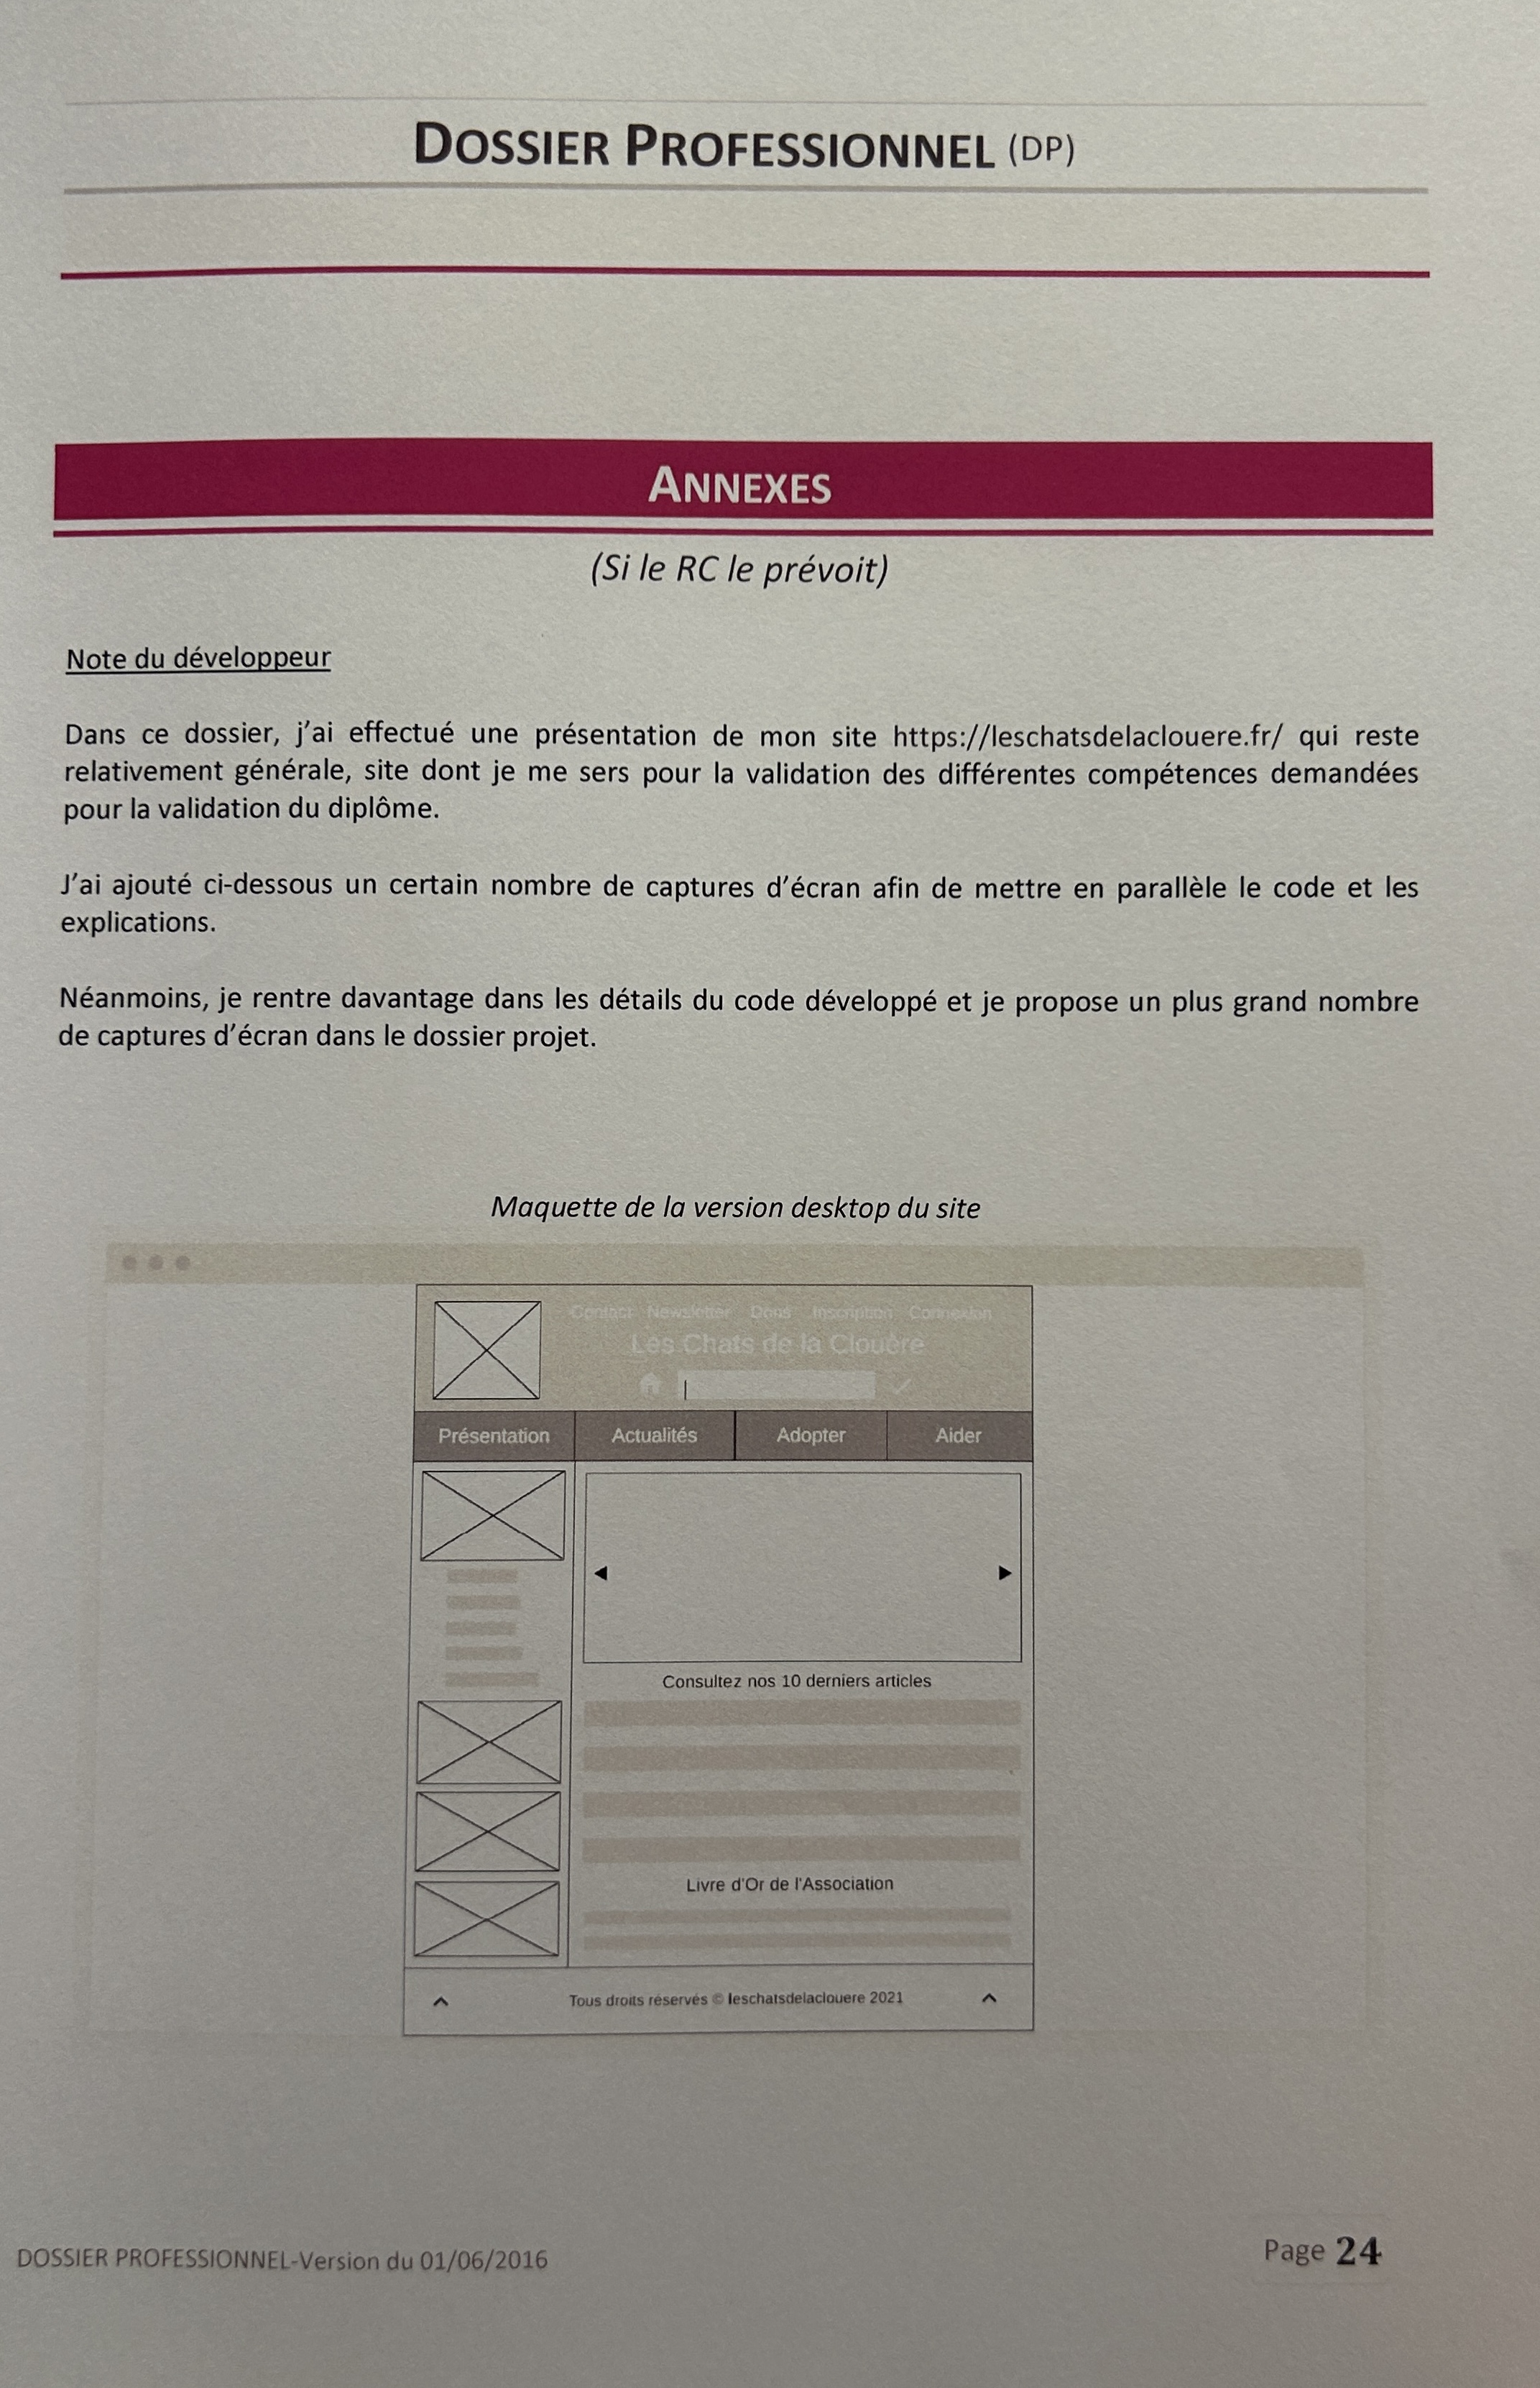 DOSSIER PROFESSIONNEL (DP)
ANNEXES
(Si le RC le prévoit)
Note du développeur
Dans ce dossier, j’ai effectué une présentation de mon site https://leschatsdelaclouere.fr/ qui reste
relativement générale, site dont je me sers pour la validation des différentes compétences demandées
pour la validation du diplôme.
J’ai ajouté ci-dessous un certain nombre de captures d’écran afin de mettre en parallèle le code et les
explications.
Néanmoins, je rentre davantage dans les détails du code développé et je propose un plus grand nombre
de captures d’écran dans le dossier projet.
Maquette de la version desktop du site
Contact Newsletter Dons Inscription Connexion
Les Chats de la Clouère
Présentation Actualités Adopter Aider
Consultez nos 10 derniers articles
Livre d'Or de l'Association
Tous droits réservés © leschatsdelaclouere 2021
DOSSIER PROFESSIONNEL-Version du 01/06/2016 Page 24